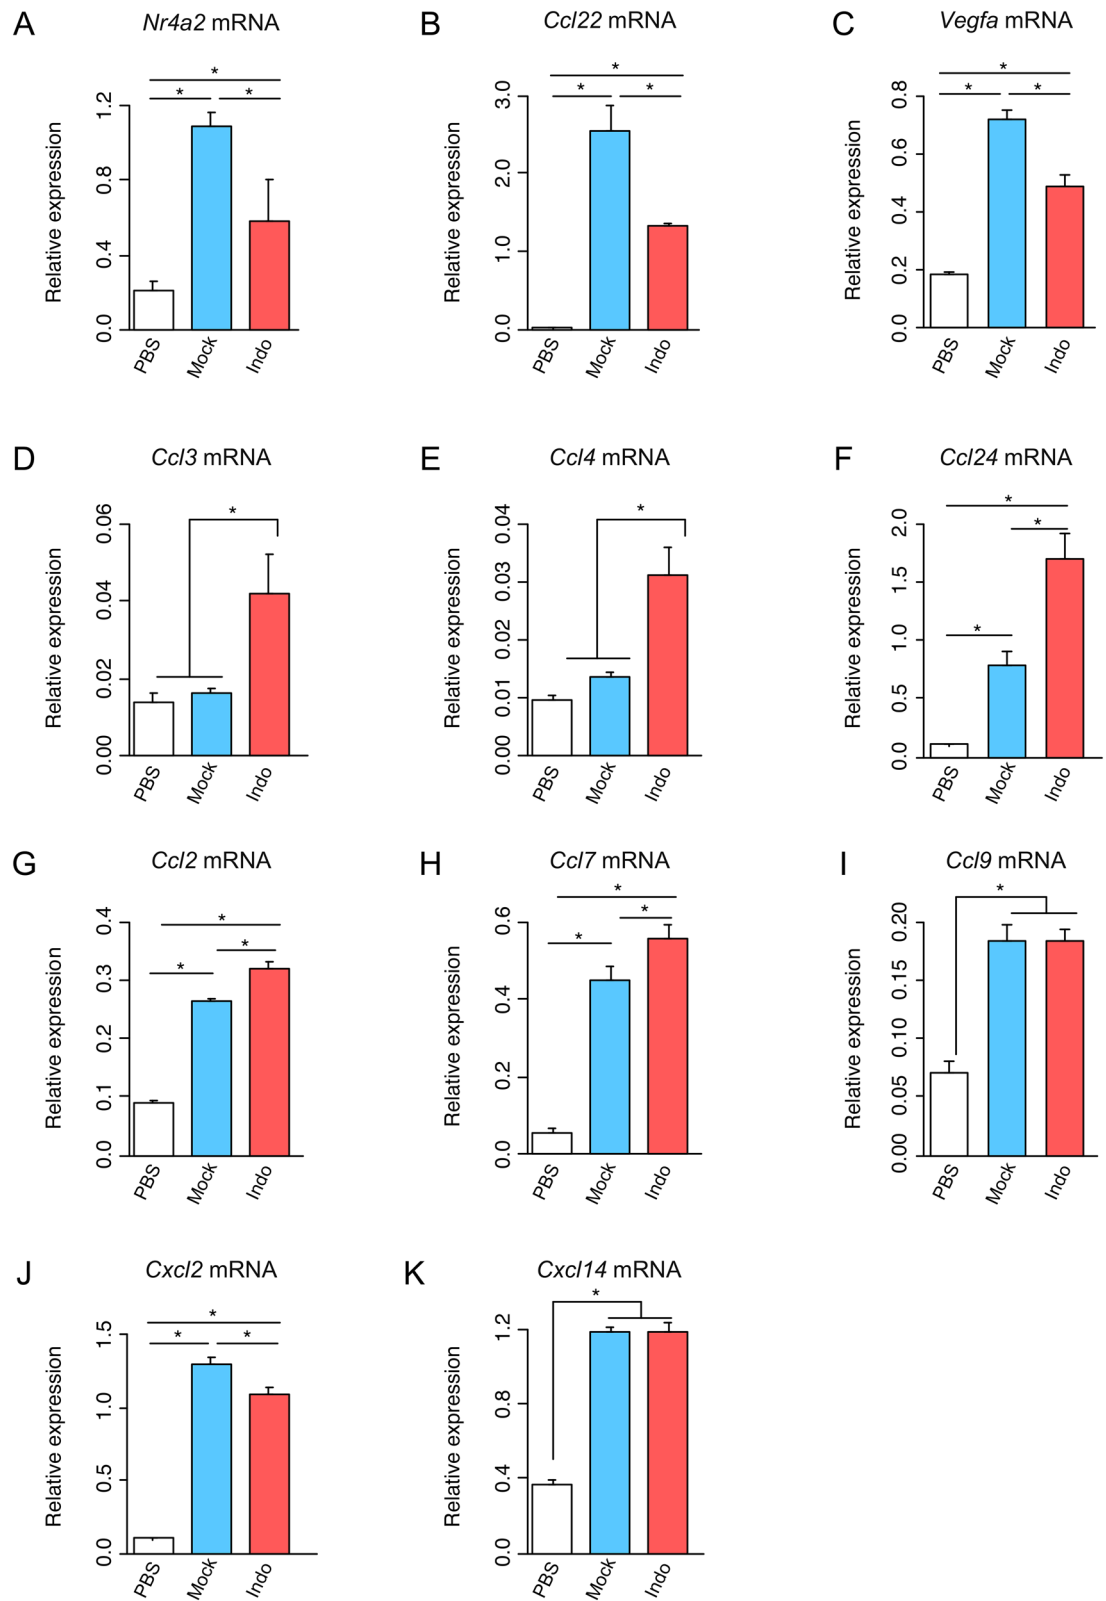 A
Nr4a2 mRNA
*
*
*
Relative expression
1.2
0.8
0.4
0.0
PBS
Mock
Indo
B
Ccl22 mRNA
*
*
*
Relative expression
3.0
2.0
1.0
0.0
PBS
Mock
Indo
C
Vegfa mRNA
*
*
*
Relative expression
0.8
0.6
0.4
0.2
0.0
PBS
Mock
Indo
D
Ccl3 mRNA
*
Relative expression
0.06
0.04
0.02
0.00
PBS
Mock
Indo
E
Ccl4 mRNA
*
Relative expression
0.04
0.03
0.02
0.01
0.00
PBS
Mock
Indo
F
Ccl24 mRNA
*
*
*
Relative expression
2.0
1.5
1.0
0.5
0.0
PBS
Mock
Indo
G
Ccl2 mRNA
*
*
*
Relative expression
0.4
0.3
0.2
0.1
0.0
PBS
Mock
Indo
H
Ccl7 mRNA
*
*
*
Relative expression
0.6
0.4
0.2
0.0
PBS
Mock
Indo
I
Ccl9 mRNA
*
Relative expression
0.20
0.15
0.10
0.05
0.00
PBS
Mock
Indo
J
Cxcl2 mRNA
*
*
*
Relative expression
1.5
1.0
0.5
0.0
PBS
Mock
Indo
K
Cxcl14 mRNA
*
Relative expression
1.2
0.8
0.4
0.0
PBS
Mock
Indo